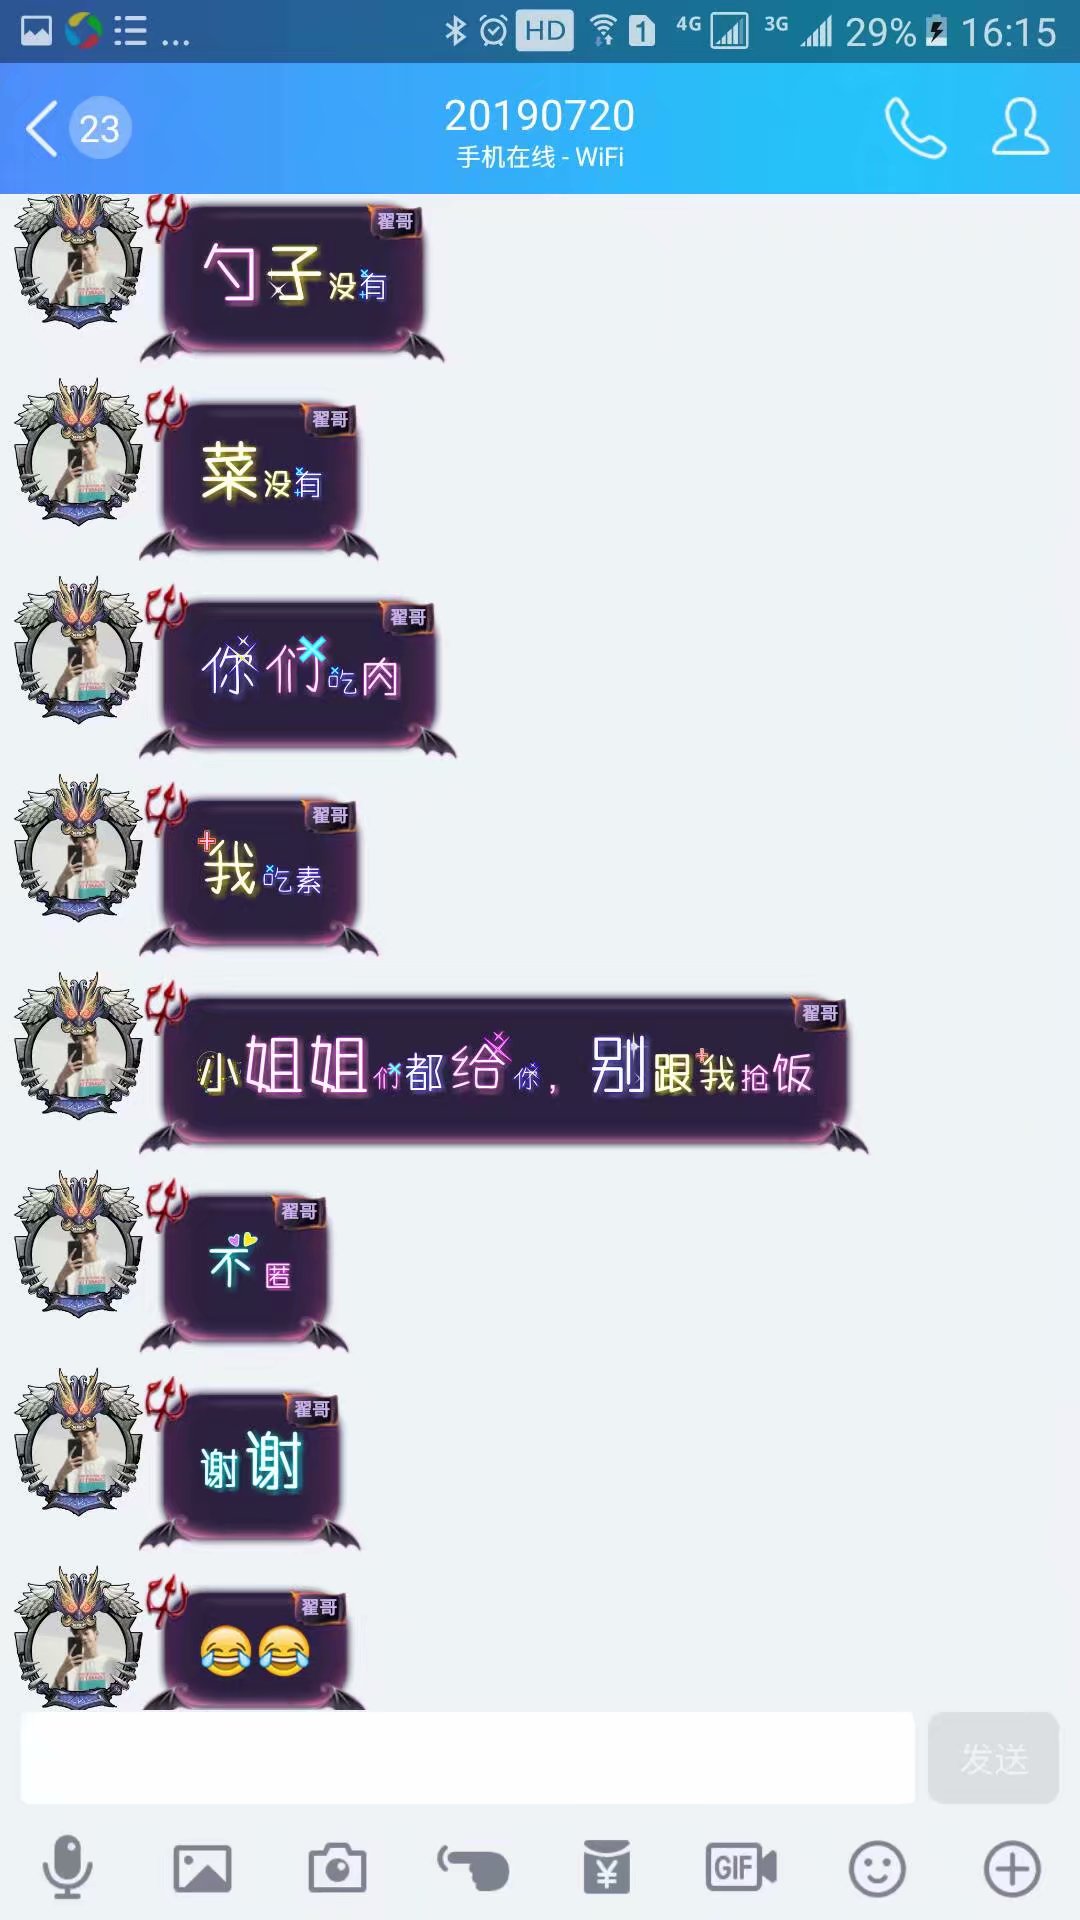 ... HD 1 4G 3G 29% 16:15
23
20190720
手机在线 - WiFi
翟哥
勺子没有
翟哥
菜没有
翟哥
你们吃肉
翟哥
我吃素
翟哥
小姐姐们都给你，别跟我抢饭
翟哥
不匿
翟哥
谢谢
翟哥
发送
GIF